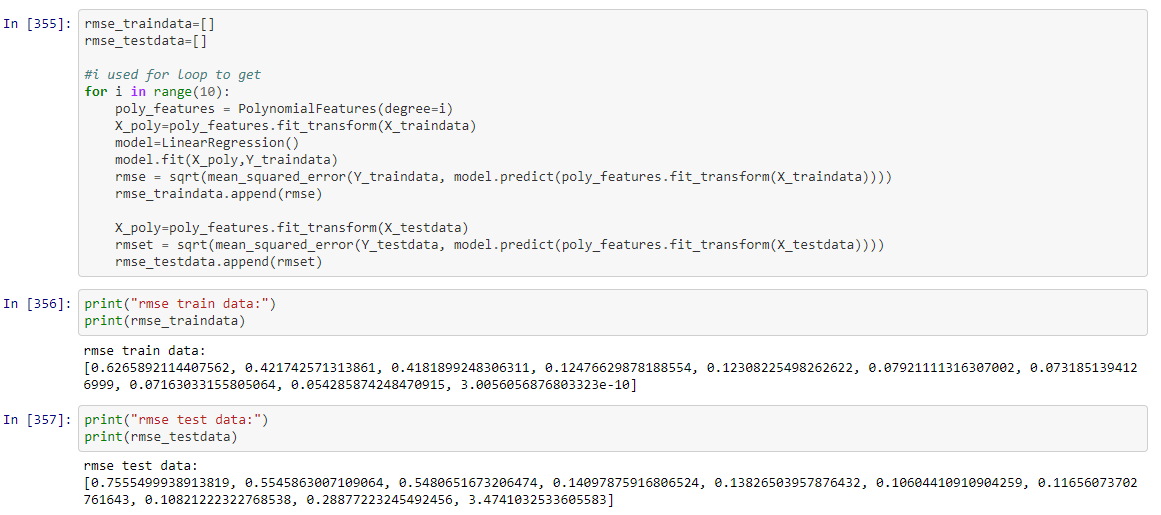 In [355]: rmse_traindata=[]
rmse_testdata=[]
#i used for loop to get
for i in range(10):
poly_features = PolynomialFeatures(degree=i)
X_poly=poly_features.fit_transform(X_traindata)
model=LinearRegression()
model.fit(X_poly,Y_traindata)
rmse = sqrt(mean_squared_error(Y_traindata, model.predict(poly_features.fit_transform(X_traindata))))
rmse_traindata.append(rmse)
X_poly=poly_features.fit_transform(X_testdata)
rmset = sqrt(mean_squared_error(Y_testdata, model.predict(poly_features.fit_transform(X_testdata))))
rmse_testdata.append(rmset)
In [356]: print("rmse train data:")
print(rmse_traindata)
rmse train data:
[0.6265892114407562, 0.421742571313861, 0.4181899248306311, 0.12476629878188554, 0.12308225498262622, 0.07921111316307002, 0.073185139412
6999, 0.07163033155805064, 0.054285874248470915, 3.0056056876803323e-10]
In [357]: print("rmse test data:")
print(rmse_testdata)
rmse test data:
[0.7555499938913819, 0.5545863007109064, 0.5480651673206474, 0.14097875916806524, 0.13826503957876432, 0.10604410910904259, 0.11656073702
761643, 0.10821222322768538, 0.28877223245492456, 3.4741032533605583]